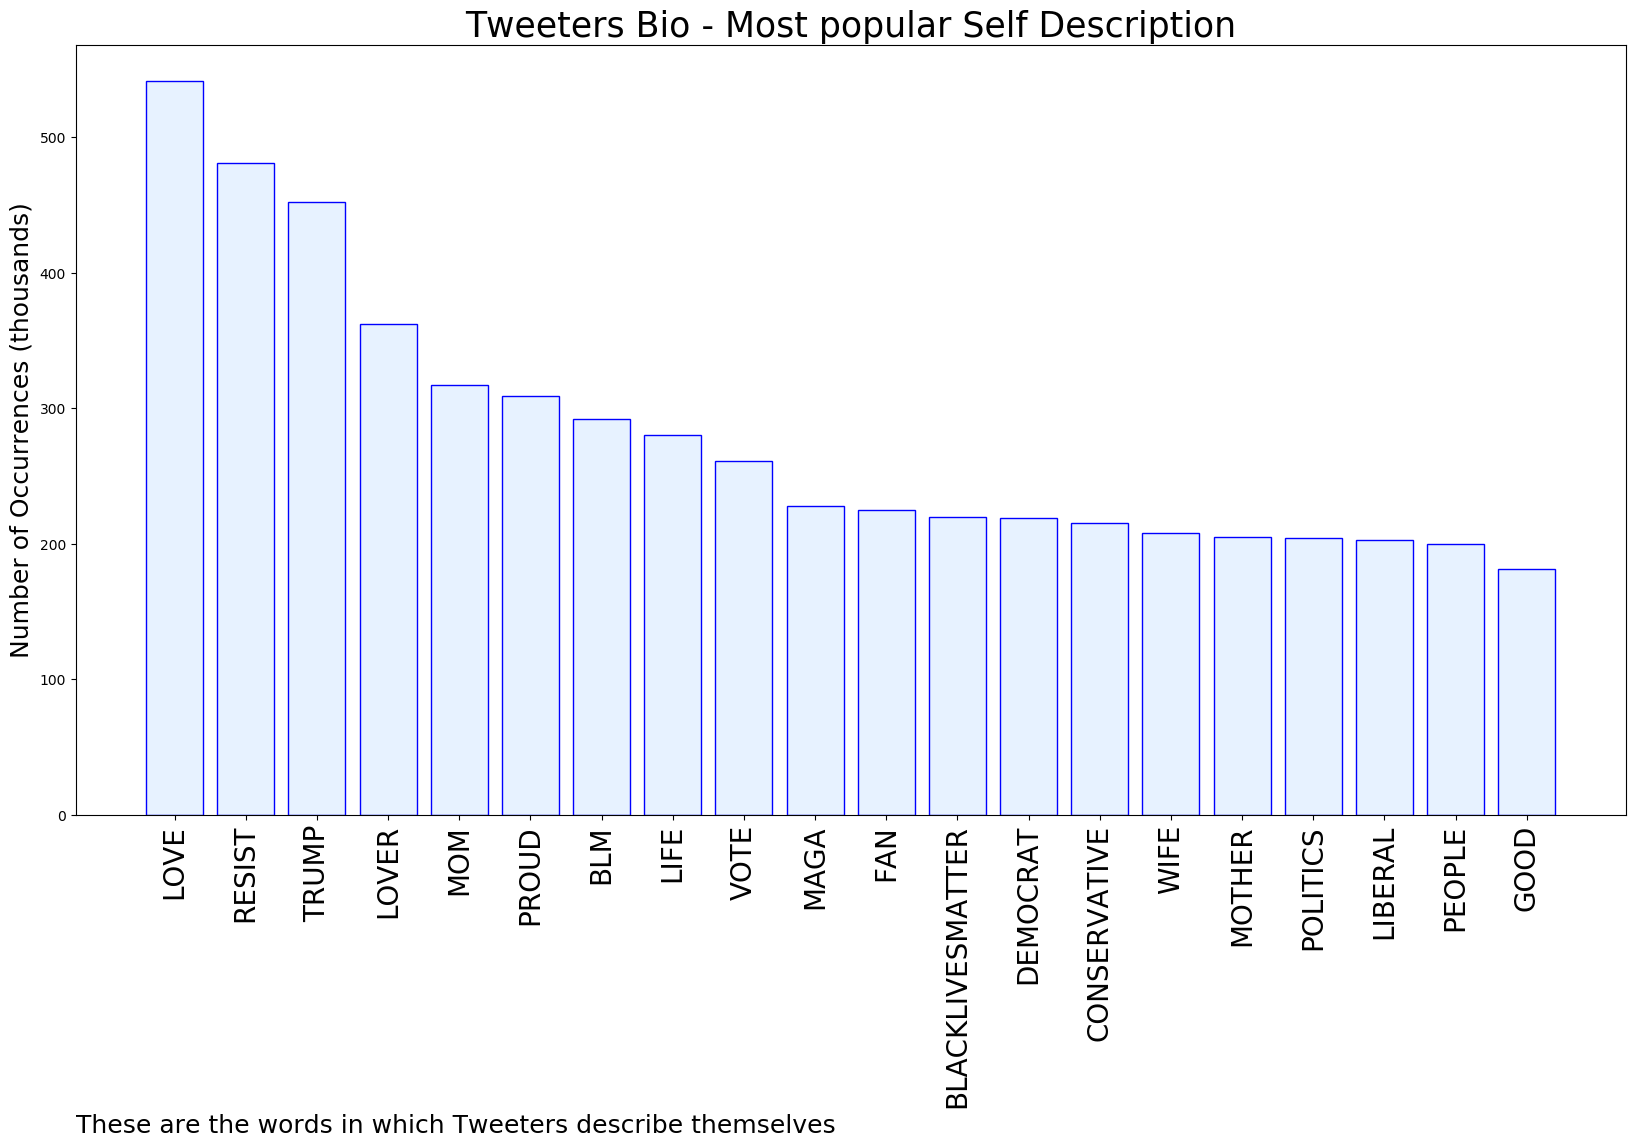 Tweeters Bio - Most popular Self Description
Number of Occurrences (thousands)
500
400
300
200
100
0
LOVE
RESIST
TRUMP
LOVER
MOM
PROUD
BLM
LIFE
VOTE
MAGA
FAN
BLACKLIVESMATTER
DEMOCRAT
CONSERVATIVE
WIFE
MOTHER
POLITICS
LIBERAL
PEOPLE
GOOD
These are the words in which Tweeters describe themselves